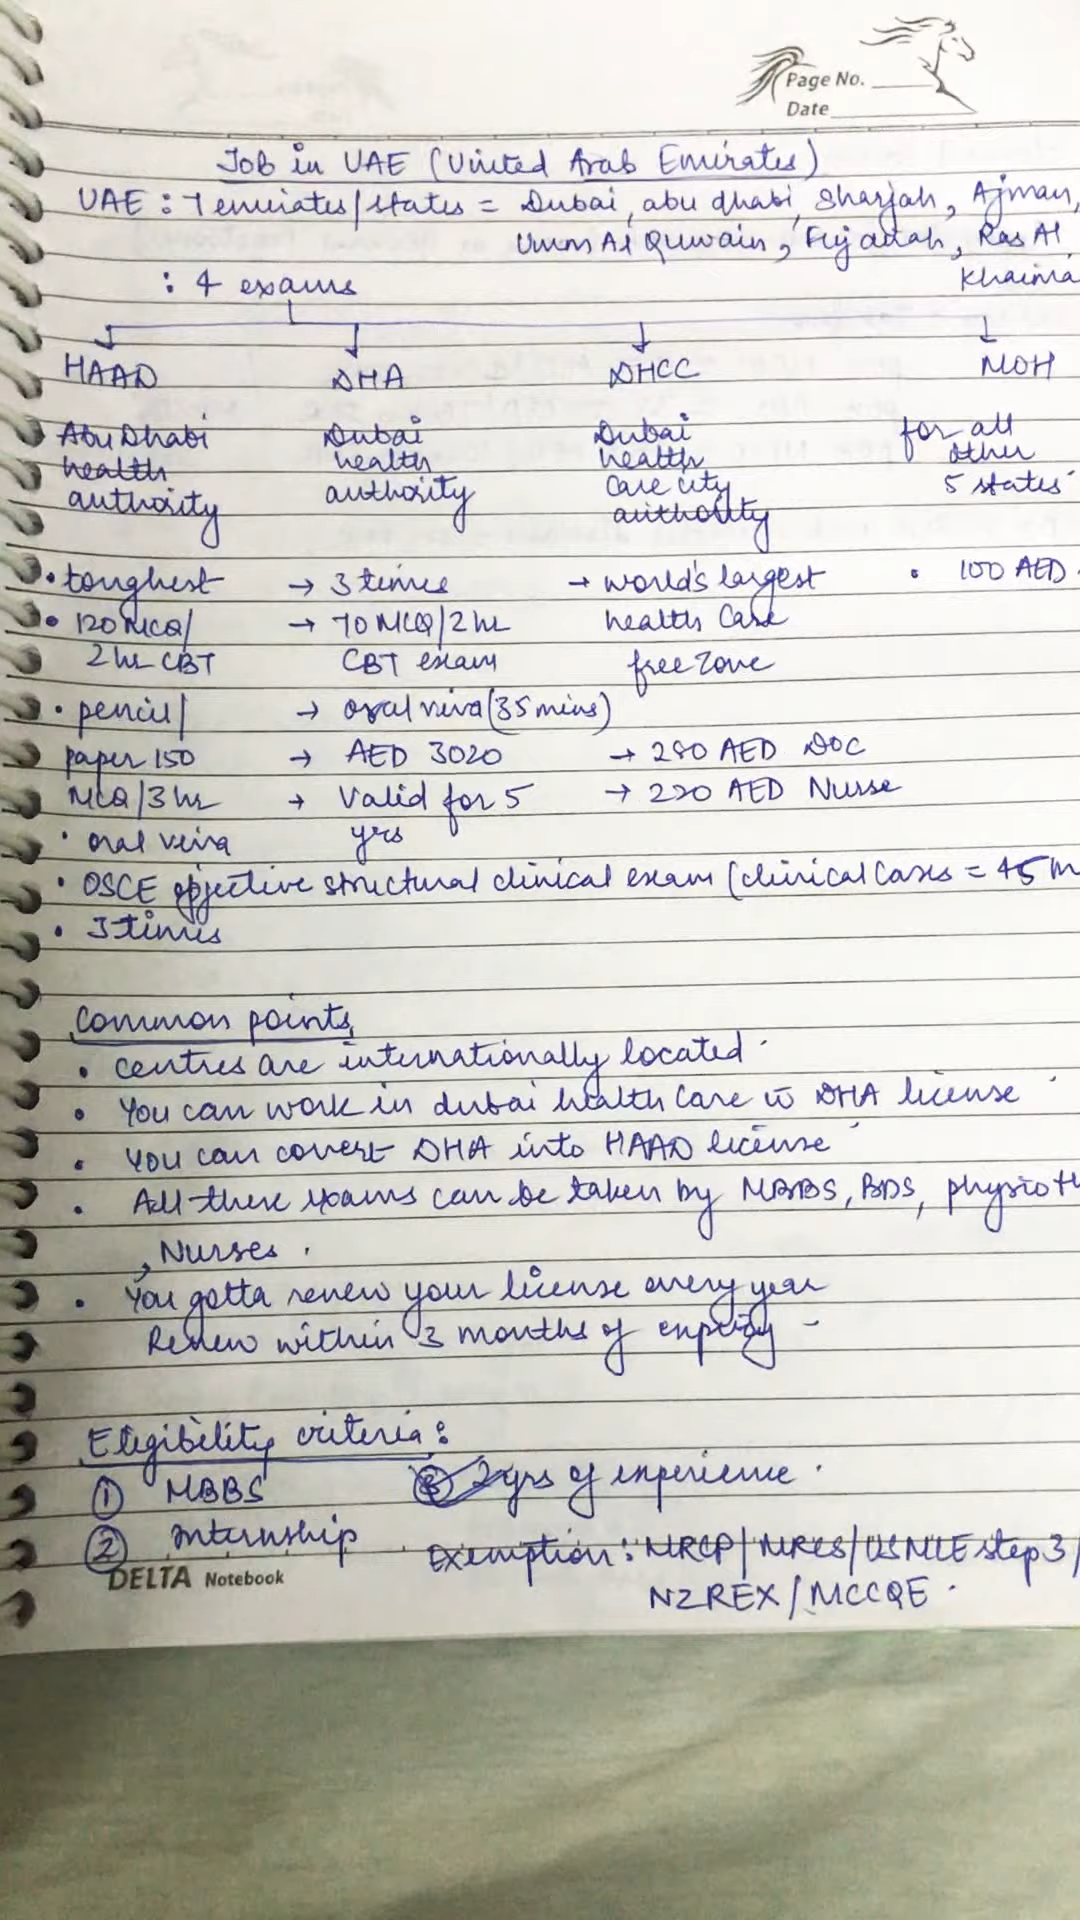 Page No.
Date
Job in UAE (United Arab Emirates)
UAE : 7 emirates/states = Dubai, abu dhabi, Sharjah, Ajman,
Umm Al Quwain, Fujairah, Ras Al
Khaima
: 4 exams
HAAD DHA DHCC MOH
Abu Dhabi Dubai Dubai for all
health health health other
authority authority care city 5 states
authority
• toughest → 3 times → world's largest • 100 AED
• 120 MCQ/ → 70 MCQ/2 hr health Care
2 hr CBT CBT exam free zone
• pencil/ → oral viva (35 mins)
paper 150 → AED 3020 → 280 AED Doc
MCQ/3 hr → Valid for 5 → 220 AED Nurse
• oral viva yrs
• OSCE objective structural clinical exam (clinical cases = 45 m
• 3 times
Common points
• centres are internationally located
• You can work in dubai health care w DHA license
• You can covert DHA into HAAD license
• All these exams can be taken by MBBS, BDS, physioth
, Nurses .
• You gotta renew your license every year
Renew within 3 months of expiry -
Eligibility criteria :
① MBBS ③ 2 yrs of experience .
② Internship Exemption : MRCP/MRCS/USMLE step 3/
NZREX/MCCQE .
DELTA Notebook